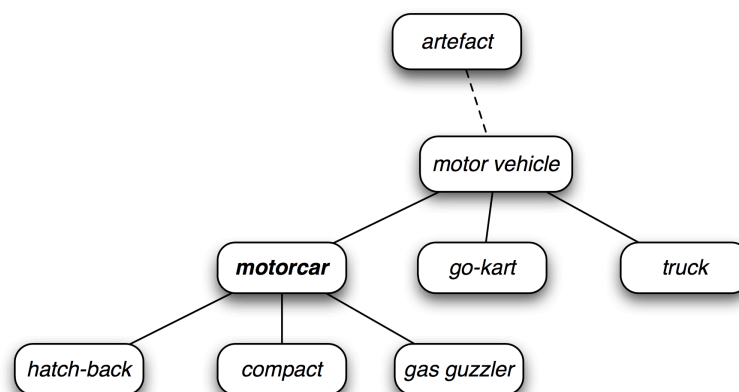 artefact
motor vehicle
motorcar
go-kart
truck
hatch-back
compact
gas guzzler